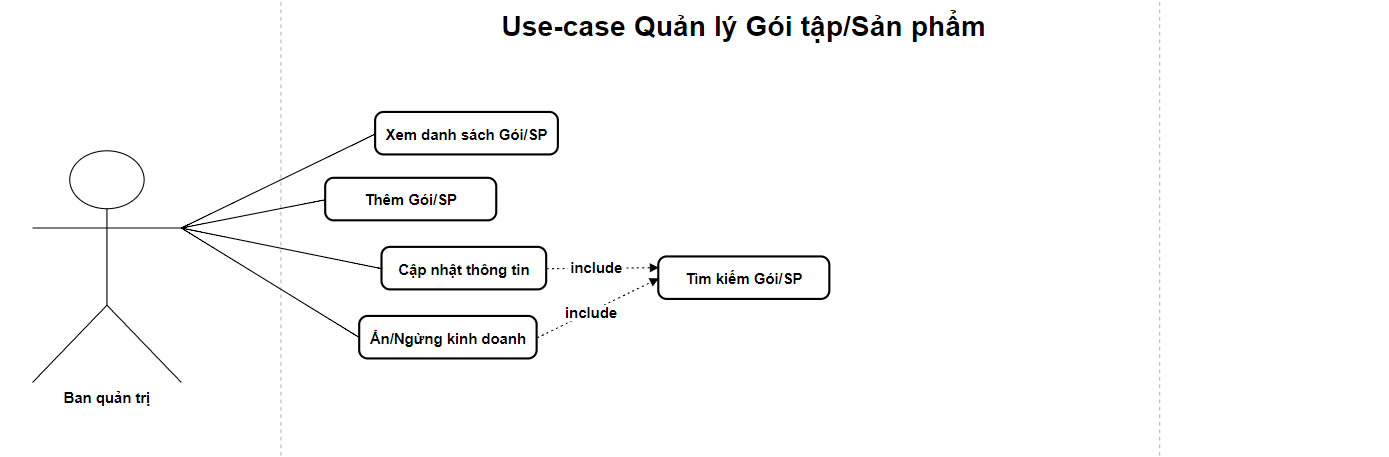 Use-case Quản lý Gói tập/Sản phẩm
Xem danh sách Gói/SP
Thêm Gói/SP
Cập nhật thông tin
include
Tìm kiếm Gói/SP
include
Ẩn/Ngừng kinh doanh
Ban quản trị